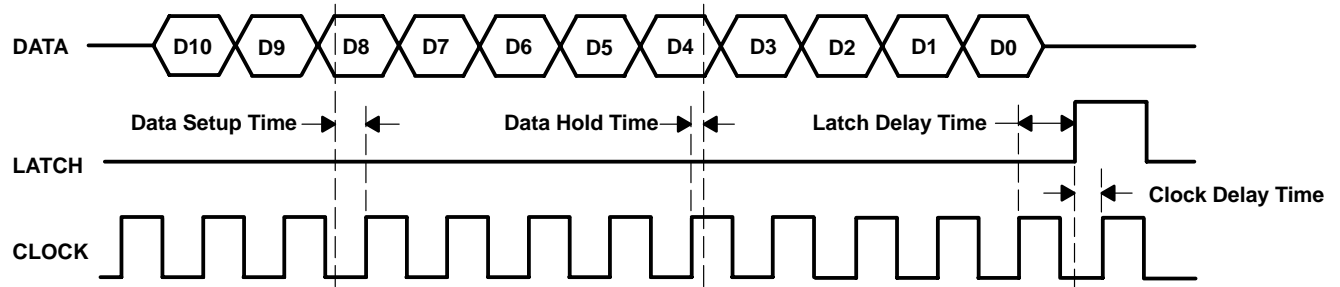 DATA D10 D9 D8 D7 D6 D5 D4 D3 D2 D1 D0
Data Setup Time Data Hold Time Latch Delay Time
LATCH
Clock Delay Time
CLOCK